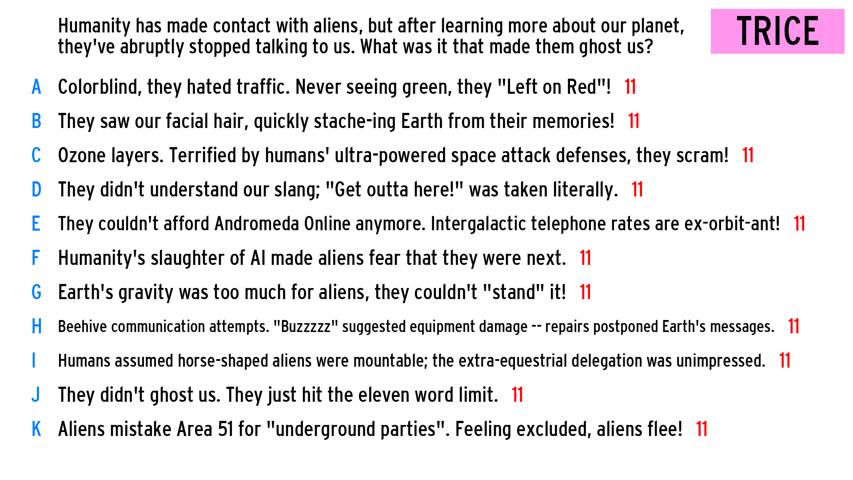 Humanity has made contact with aliens, but after learning more about our planet,
they've abruptly stopped talking to us. What was it that made them ghost us?
TRICE
A Colorblind, they hated traffic. Never seeing green, they "Left on Red"! 11
B They saw our facial hair, quickly stache-ing Earth from their memories! 11
C Ozone layers. Terrified by humans' ultra-powered space attack defenses, they scram! 11
D They didn't understand our slang; "Get outta here!" was taken literally. 11
E They couldn't afford Andromeda Online anymore. Intergalactic telephone rates are ex-orbit-ant! 11
F Humanity's slaughter of AI made aliens fear that they were next. 11
G Earth's gravity was too much for aliens, they couldn't "stand" it! 11
H Beehive communication attempts. "Buzzzzz" suggested equipment damage -- repairs postponed Earth's messages. 11
I Humans assumed horse-shaped aliens were mountable; the extra-equestrial delegation was unimpressed. 11
J They didn't ghost us. They just hit the eleven word limit. 11
K Aliens mistake Area 51 for "underground parties". Feeling excluded, aliens flee! 11